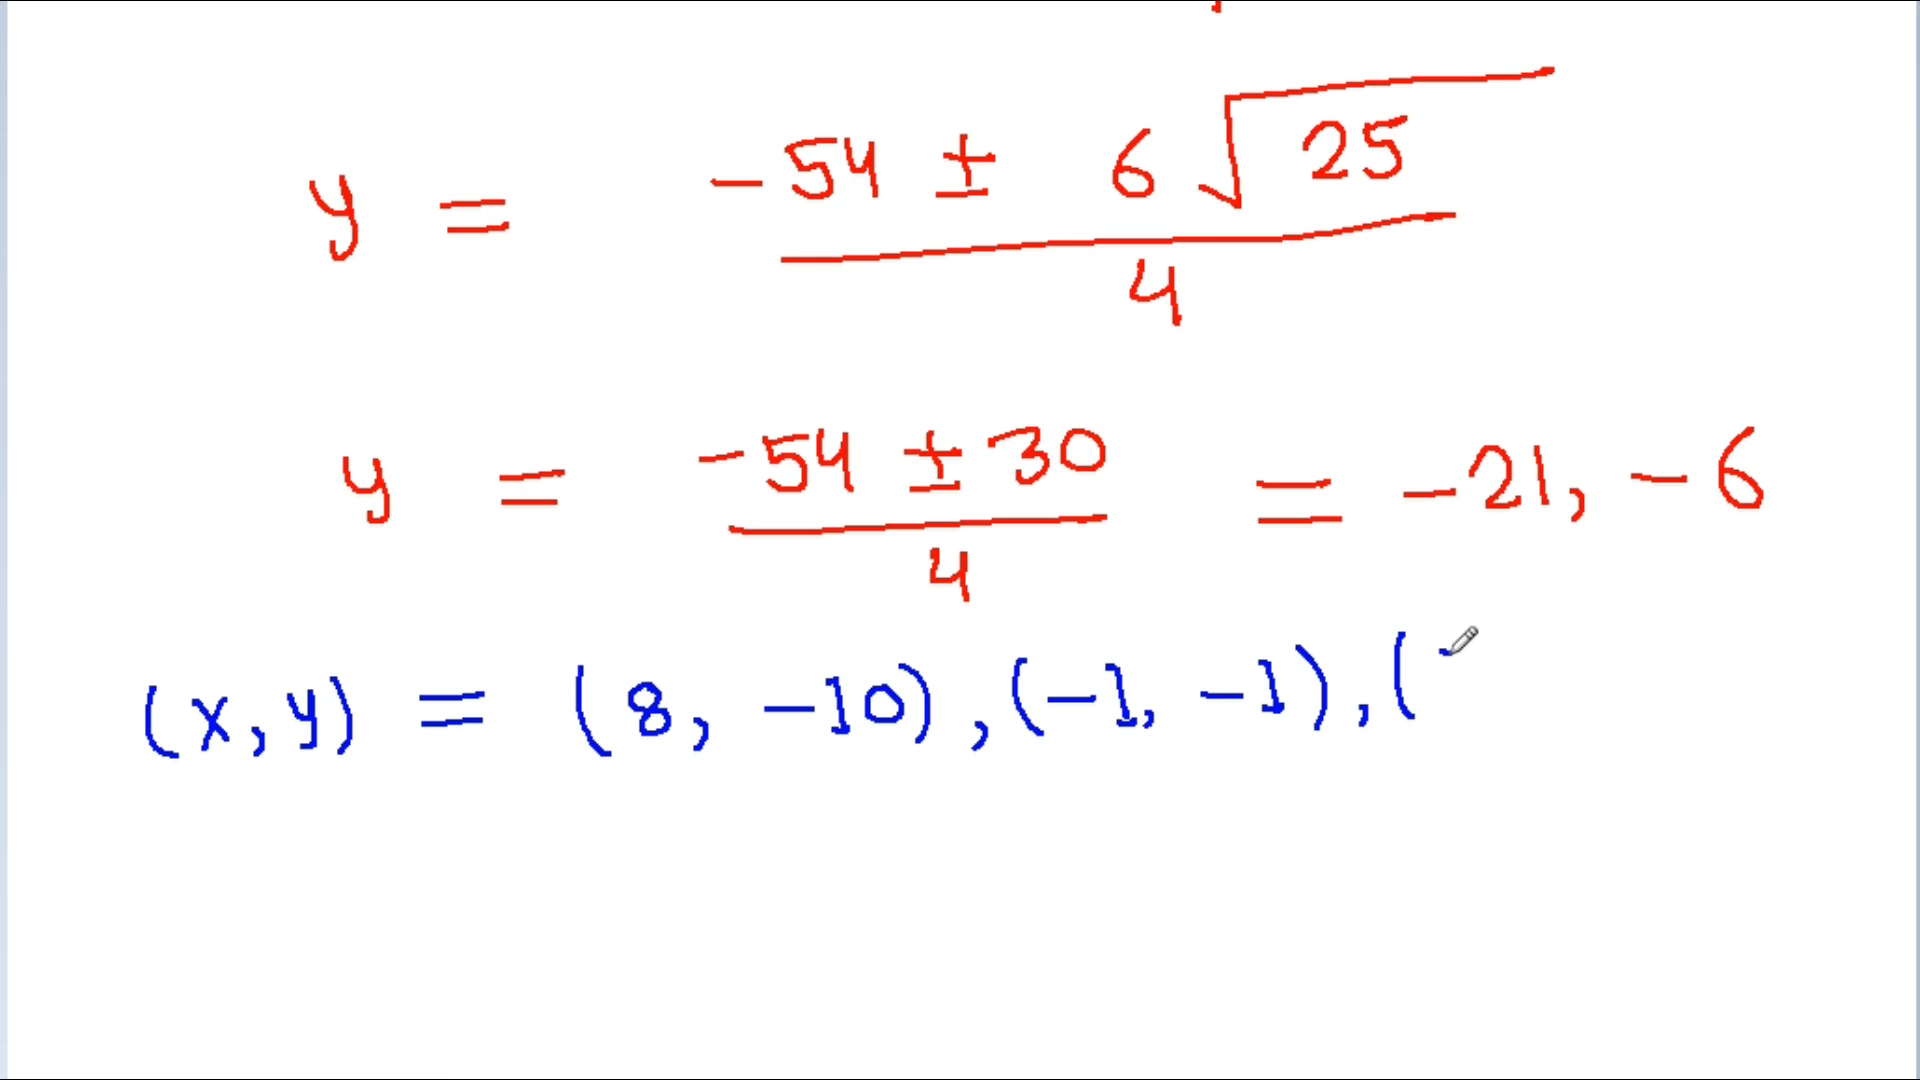 y = -54 ± 6√25 / 4
y = -54 ± 30 / 4 = -21, -6
(x, y) = (8, -10), (-1, -1), (-